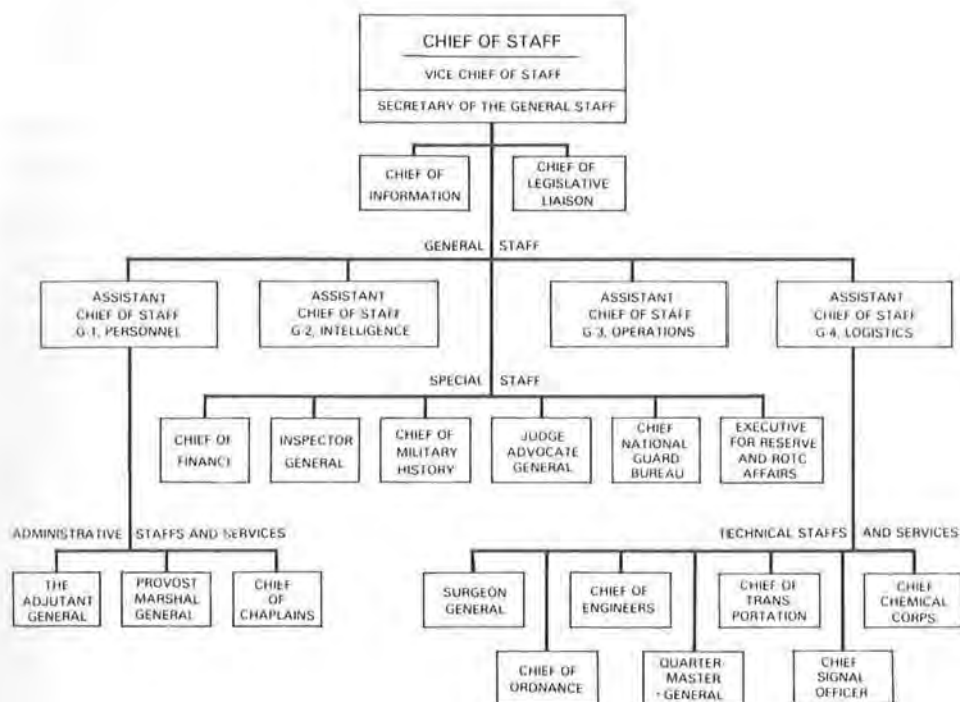 CHIEF OF STAFF
VICE CHIEF OF STAFF
SECRETARY OF THE GENERAL STAFF
CHIEF OF
INFORMATION
CHIEF OF
LEGISLATIVE
LIAISON
GENERAL STAFF
ASSISTANT
CHIEF OF STAFF
G-1, PERSONNEL
ASSISTANT
CHIEF OF STAFF
G-2, INTELLIGENCE
ASSISTANT
CHIEF OF STAFF
G-3, OPERATIONS
ASSISTANT
CHIEF OF STAFF
G-4, LOGISTICS
SPECIAL STAFF
CHIEF OF
FINANCE
INSPECTOR
GENERAL
CHIEF OF
MILITARY
HISTORY
JUDGE
ADVOCATE
GENERAL
CHIEF
NATIONAL
GUARD
BUREAU
EXECUTIVE
FOR RESERVE
AND ROTC
AFFAIRS
ADMINISTRATIVE STAFFS AND SERVICES
THE
ADJUTANT
GENERAL
PROVOST
MARSHAL
GENERAL
CHIEF
OF
CHAPLAINS
TECHNICAL STAFFS AND SERVICES
SURGEON
GENERAL
CHIEF OF
ENGINEERS
CHIEF OF
TRANS
PORTATION
CHIEF
CHEMICAL
CORPS
CHIEF OF
ORDNANCE
QUARTER-
MASTER
GENERAL
CHIEF
SIGNAL
OFFICER